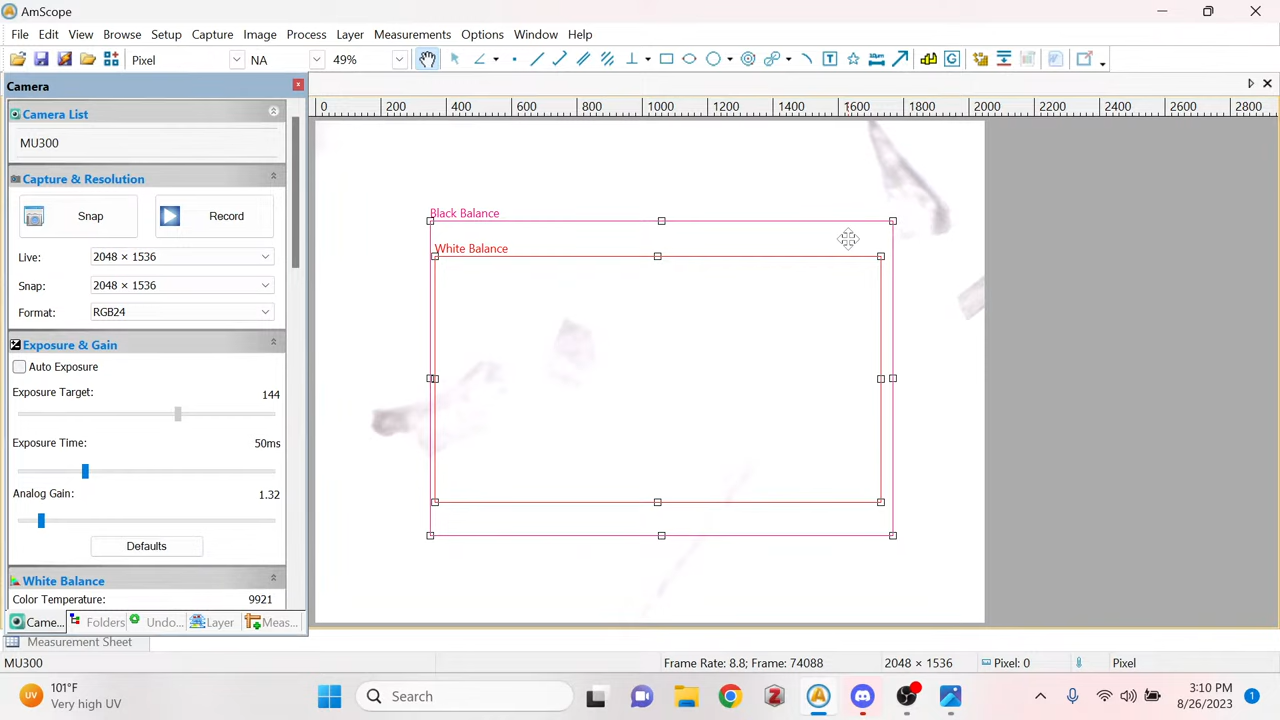 AmScope
File Edit View Browse Setup Capture Image Process Layer Measurements Options Window Help
Pixel NA 49%
Camera
0 200 400 600 800 1000 1200 1400 1600 1800 2000 2200 2400 2600 2800
Camera List
MU300
Capture & Resolution
Snap Record
Live: 2048 × 1536
Snap: 2048 × 1536
Format: RGB24
Exposure & Gain
Auto Exposure
Exposure Target: 144
Exposure Time: 50ms
Analog Gain: 1.32
Defaults
White Balance
Color Temperature: 9921
Came... Folders Undo... Layer Meas...
Black Balance
White Balance
Measurement Sheet
MU300 Frame Rate: 8.8; Frame: 74088 2048 × 1536 Pixel: 0 Pixel
UV 101°F
Very high UV
Search
3:10 PM
8/26/2023
1